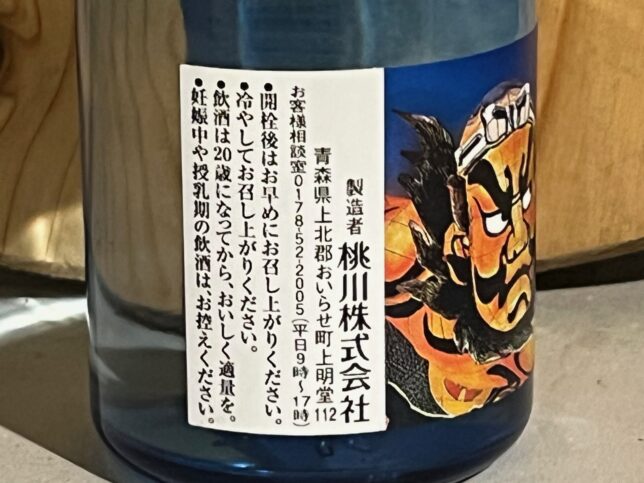 製造者 桃川株式会社
青森県上北郡おいらせ町上明堂112
お客様相談室0178-52-2005(平日9時〜17時)
●開栓後はお早めにお召し上がりください。
●冷やしてお召し上がりください。
●飲酒は20歳になってから、おいしく適量を。
●妊娠中や授乳期の飲酒はお控えください。